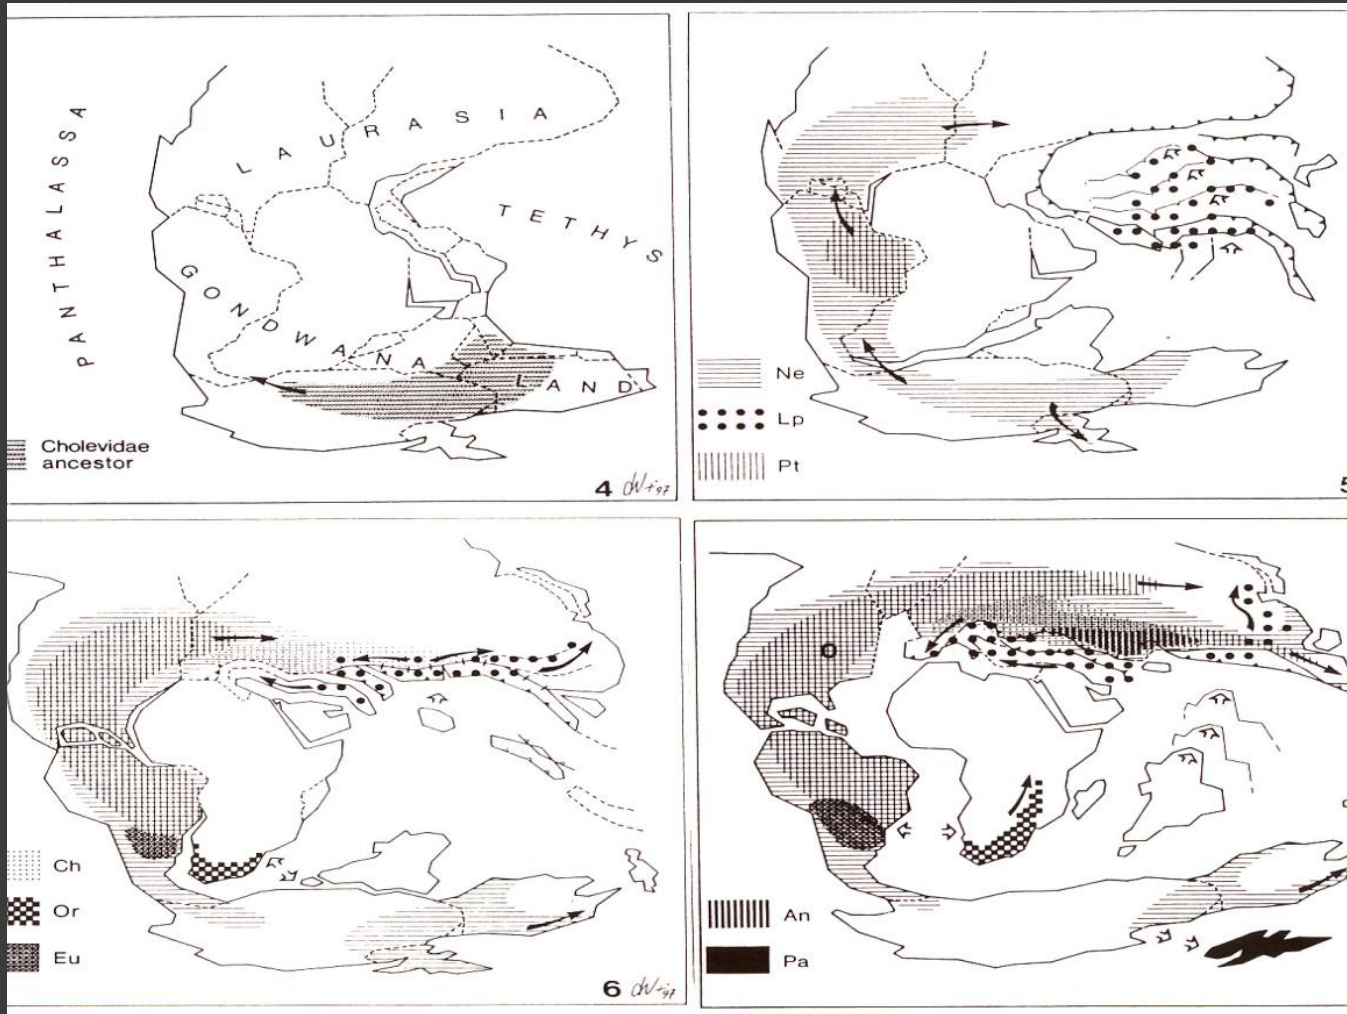 PANTHALASSA
LAURASIA
TETHYS
GONDWANA LAND
Cholevidae
ancestor
4
Ne
Lp
Pt
5
Ch
Or
Eu
6
O
An
Pa